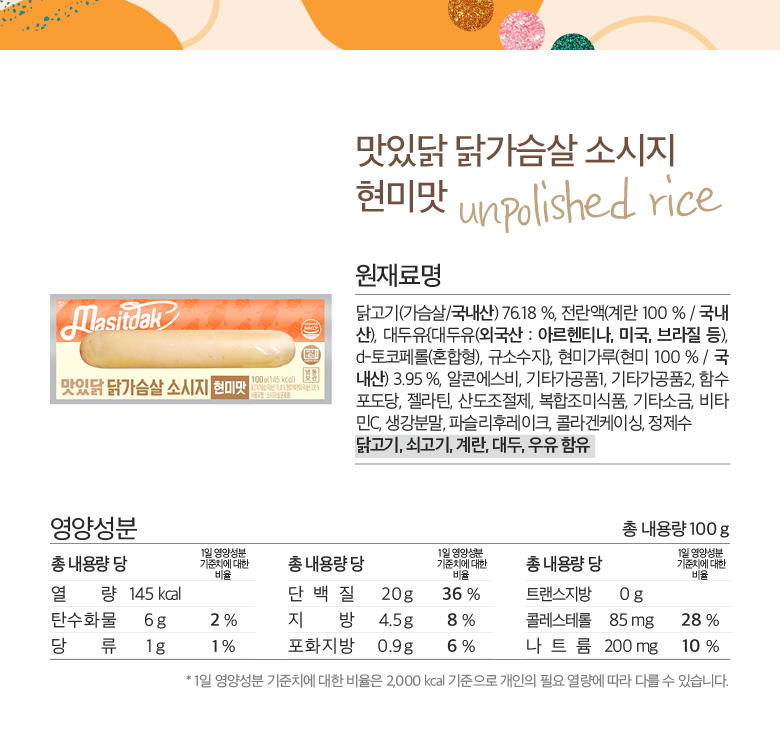 맛있닭 닭가슴살 소시지
현미맛 unpolished rice
원재료명
닭고기(가슴살/국내산) 76.18 %, 전란액(계란 100 % / 국내
산), 대두유{대두유(외국산 : 아르헨티나, 미국, 브라질 등),
d-토코페롤(혼합형), 규소수지}, 현미가루(현미 100 % / 국
내산) 3.95 %, 알콘에스비, 기타가공품1, 기타가공품2, 함수
포도당, 젤라틴, 산도조절제, 복합조미식품, 기타소금, 비타
민C, 생강분말, 파슬리후레이크, 콜라겐케이싱, 정제수
닭고기, 쇠고기, 계란, 대두, 우유 함유
Masitdak
맛있닭 닭가슴살 소시지 현미맛
100 g(145 kcal)
냉동
보관
영양성분
총 내용량 100 g
총 내용량 당 1일 영양성분 기준치에 대한 비율 총 내용량 당 1일 영양성분 기준치에 대한 비율 총 내용량 당 1일 영양성분 기준치에 대한 비율
열 량 145 kcal 단 백 질 20 g 36 % 트랜스지방 0 g
탄수화물 6 g 2 % 지 방 4.5 g 8 % 콜레스테롤 85 mg 28 %
당 류 1 g 1 % 포화지방 0.9 g 6 % 나 트 륨 200 mg 10 %
* 1일 영양성분 기준치에 대한 비율은 2,000 kcal 기준으로 개인의 필요 열량에 따라 다를 수 있습니다.